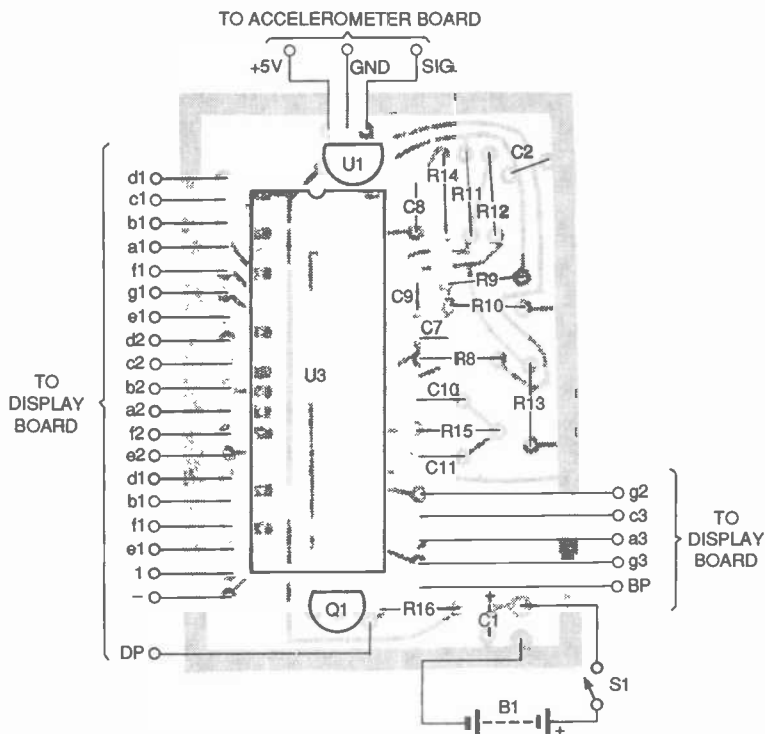 TO ACCELEROMETER BOARD
+5V GND SIG.
U1
C2
R14
R11
R12
C8
d1
c1
b1
a1
f1
g1
e1
d2
c2
b2
a2
f2
e2
d1
b1
f1
e1
1
–
DP
TO
DISPLAY
BOARD
R9
C9
R10
C7
U3
R8
C10
R13
R15
C11
g2
c3
a3
g3
BP
TO
DISPLAY
BOARD
Q1
R16
+
C1
S1
B1
+